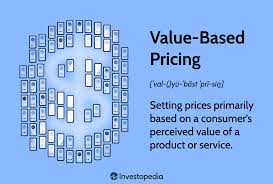 Value-Based
Pricing
[ˈval-(ˌ)yü-ˈbāst ˈprī-siŋ]
Setting prices primarily
based on a consumer's
perceived value of a
product or service.
Investopedia